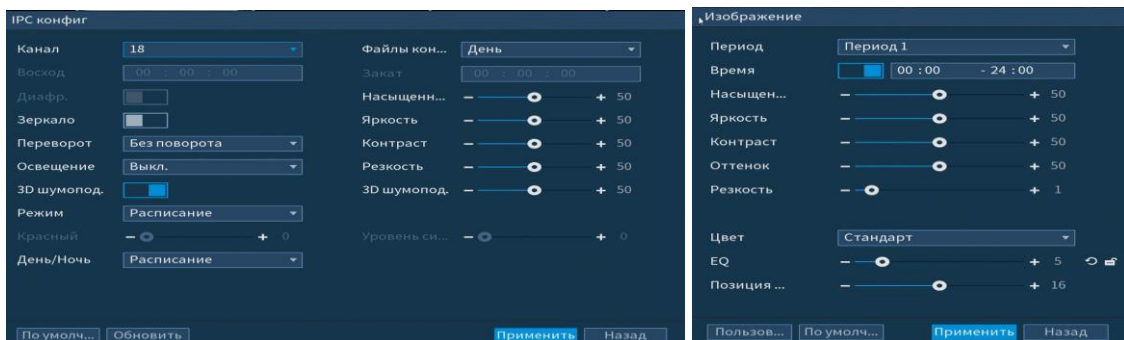 IPC конфиг
Канал 18 Файлы кон... День
Восход 00 : 00 : 00 Закат 00 : 00 : 00
Диафр. Насыщенн... 50
Зеркало Яркость 50
Переворот Без поворота Контраст 50
Освещение Выкл. Резкость 50
3D шумопод. 3D шумопод. 50
Режим Расписание
Красный 0 Уровень си... 0
День/Ночь Расписание
По умолч... Обновить Применить Назад
Изображение
Период Период 1
Время 00 :00 - 24 :00
Насыщен... 50
Яркость 50
Контраст 50
Оттенок 50
Резкость 1
Цвет Стандарт
EQ 5
Позиция ... 16
Пользов... По умолч... Применить Назад